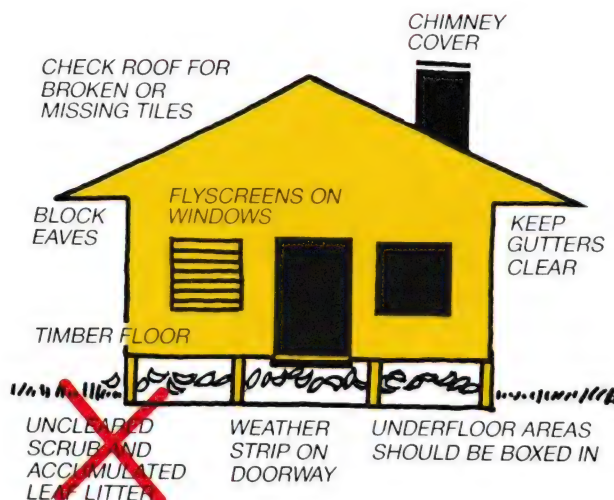 CHIMNEY
COVER
CHECK ROOF FOR
BROKEN OR
MISSING TILES
FLYSCREENS ON
WINDOWS
BLOCK
EAVES
KEEP
GUTTERS
CLEAR
TIMBER FLOOR
UNCLEARED
SCRUB AND
ACCUMULATED
LEAF LITTER
WEATHER
STRIP ON
DOORWAY
UNDERFLOOR AREAS
SHOULD BE BOXED IN